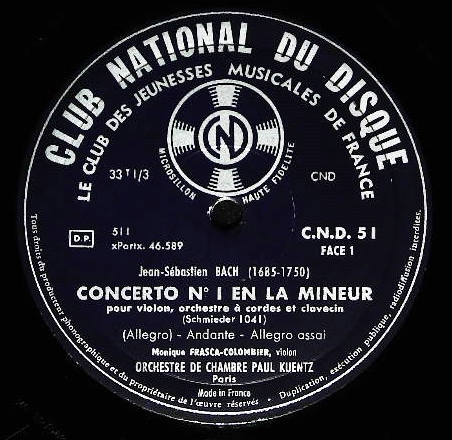 CLUB NATIONAL DU DISQUE
LE CLUB DES JEUNESSES MUSICALES DE FRANCE
CND
MICROSILLON HAUTE FIDELITE
33 T 1/3
CND
D.P.
511
xPartx. 46.589
C.N.D. 51
FACE 1
Jean-Sébastien BACH (1685-1750)
CONCERTO N° I EN LA MINEUR
pour violon, orchestre à cordes et clavecin
(Schmieder 1041)
(Allegro) - Andante - Allegro assai
Monique FRASCA-COLOMBIER, violon
ORCHESTRE DE CHAMBRE PAUL KUENTZ
Paris
Made in France
Tous droits du producteur phonographique et du propriétaire de l'œuvre réservés • Duplication, exécution publique, radiodiffusion interdites.